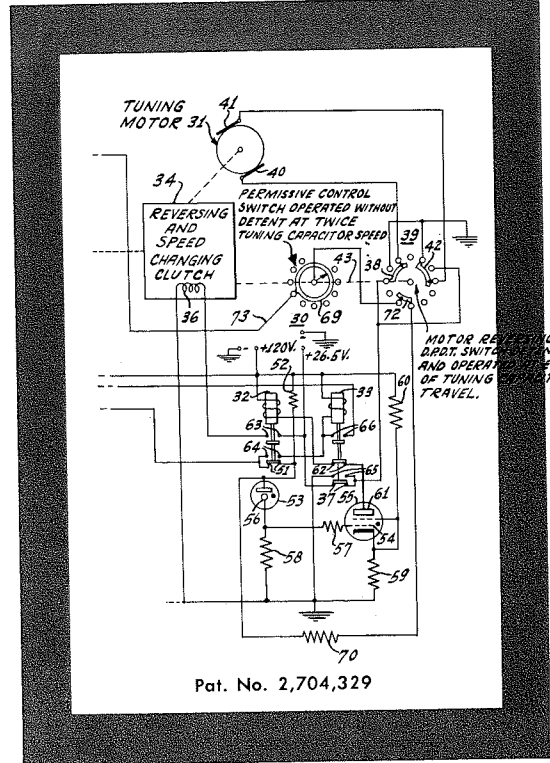 TUNING 41
MOTOR 31
40
34
REVERSING
AND
SPEED
CHANGING
CLUTCH
36
PERMISSIVE CONTROL
SWITCH OPERATED WITHOUT
DETENT AT TWICE
TUNING CAPACITOR SPEED
39
42
38
43
72
73
30
69
MOTOR REVERSING
D.P.D.T. SWITCH
AND OPERATED
OF TUNING
TRAVEL.
+120V.
+26.5V.
52
60
32
33
63
66
64
51
62
65
37
61
53
55
56
54
57
58
59
70
Pat. No. 2,704,329